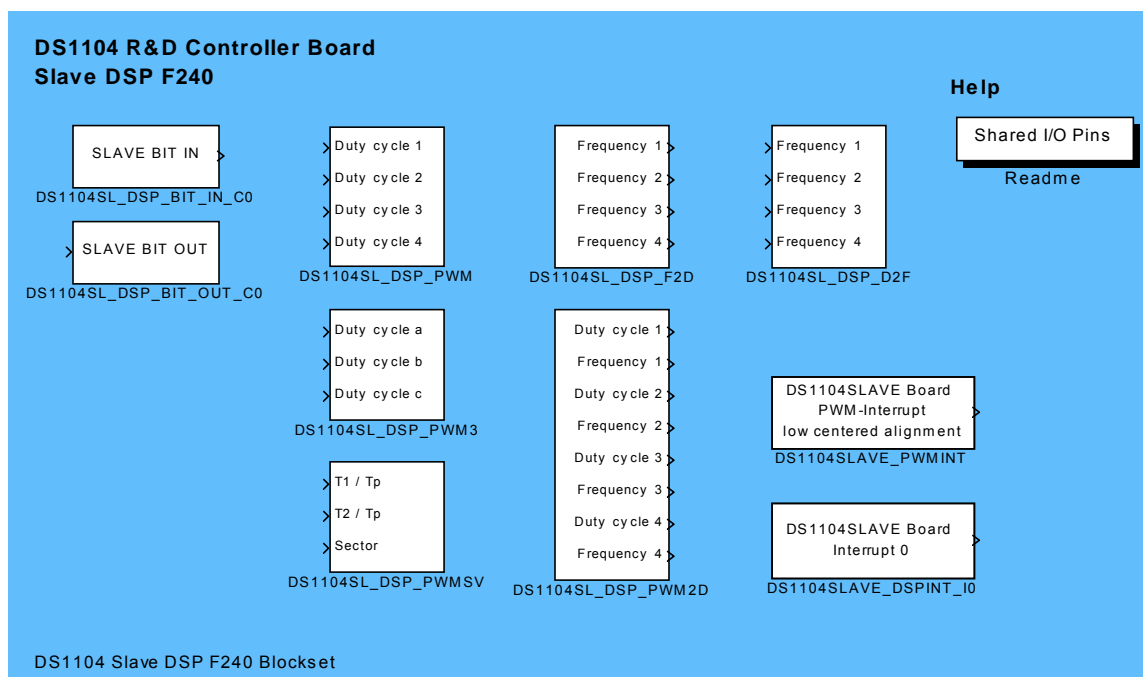 DS1104 R&D Controller Board
Slave DSP F240
Help
SLAVE BIT IN
DS1104SL_DSP_BIT_IN_C0
SLAVE BIT OUT
DS1104SL_DSP_BIT_OUT_C0
Duty cycle 1
Duty cycle 2
Duty cycle 3
Duty cycle 4
DS1104SL_DSP_PWM
Frequency 1
Frequency 2
Frequency 3
Frequency 4
DS1104SL_DSP_F2D
Frequency 1
Frequency 2
Frequency 3
Frequency 4
DS1104SL_DSP_D2F
Shared I/O Pins
Readme
Duty cycle a
Duty cycle b
Duty cycle c
DS1104SL_DSP_PWM3
T1 / Tp
T2 / Tp
Sector
DS1104SL_DSP_PWMSV
Duty cycle 1
Frequency 1
Duty cycle 2
Frequency 2
Duty cycle 3
Frequency 3
Duty cycle 4
Frequency 4
DS1104SL_DSP_PWM2D
DS1104SLAVE Board
PWM-Interrupt
low centered alignment
DS1104SLAVE_PWMINT
DS1104SLAVE Board
Interrupt 0
DS1104SLAVE_DSPINT_I0
DS1104 Slave DSP F240 Blockset